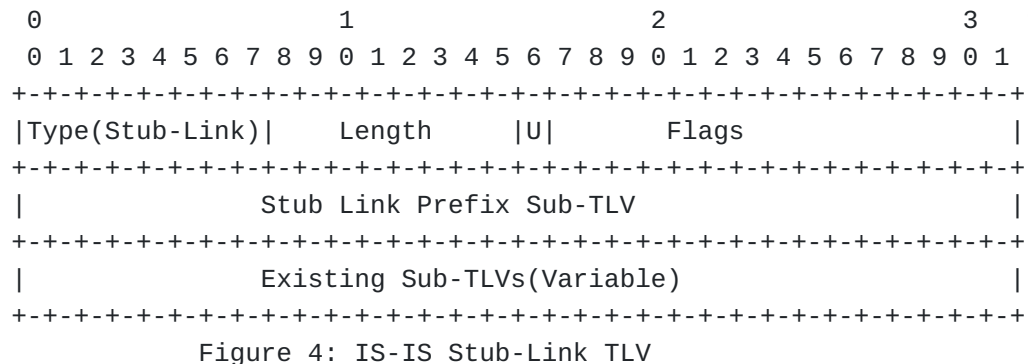 0                   1                   2                   3
 0 1 2 3 4 5 6 7 8 9 0 1 2 3 4 5 6 7 8 9 0 1 2 3 4 5 6 7 8 9 0 1
+-+-+-+-+-+-+-+-+-+-+-+-+-+-+-+-+-+-+-+-+-+-+-+-+-+-+-+-+-+-+-+-+
|Type(Stub-Link)|    Length     |U|       Flags                 |
+-+-+-+-+-+-+-+-+-+-+-+-+-+-+-+-+-+-+-+-+-+-+-+-+-+-+-+-+-+-+-+-+
|               Stub Link Prefix Sub-TLV                        |
+-+-+-+-+-+-+-+-+-+-+-+-+-+-+-+-+-+-+-+-+-+-+-+-+-+-+-+-+-+-+-+-+
|               Existing Sub-TLVs(Variable)                     |
+-+-+-+-+-+-+-+-+-+-+-+-+-+-+-+-+-+-+-+-+-+-+-+-+-+-+-+-+-+-+-+-+
            Figure 4: IS-IS Stub-Link TLV